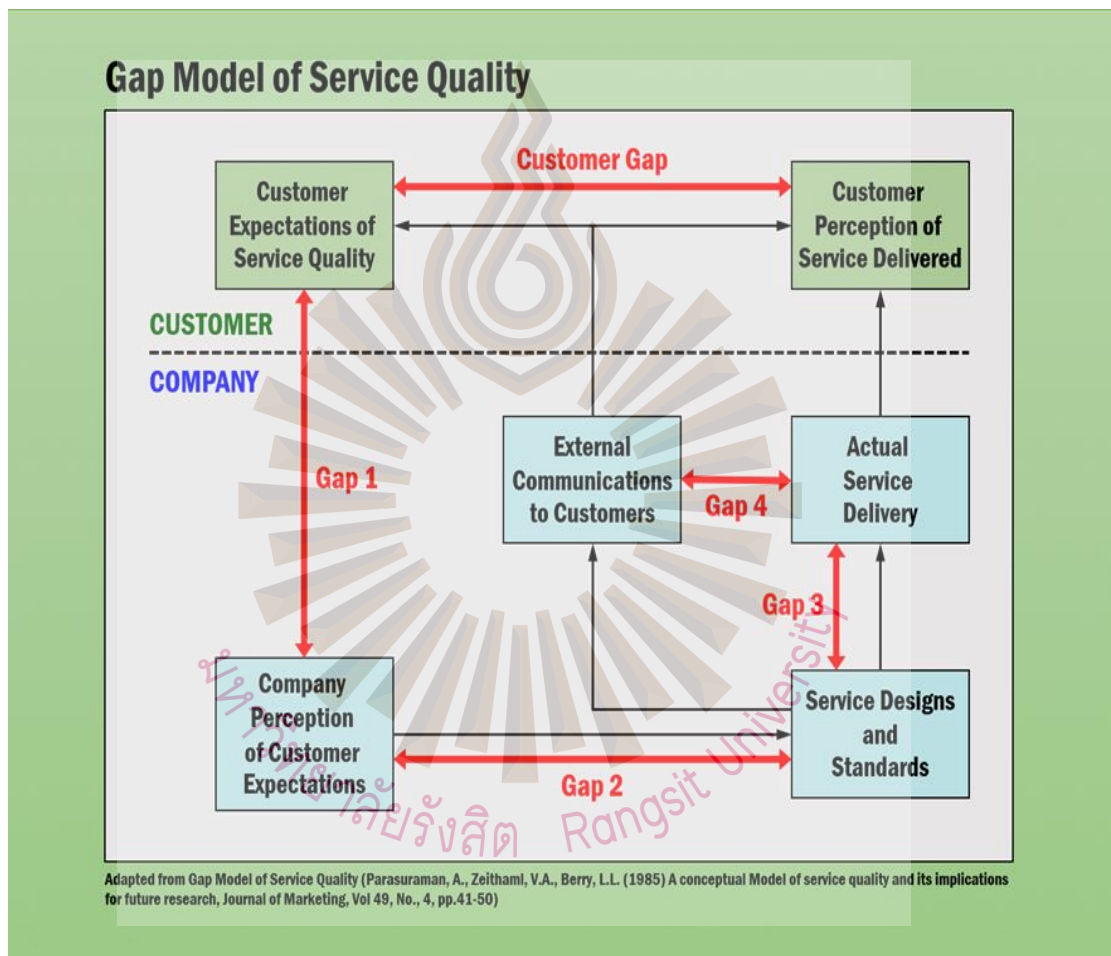 Gap Model of Service Quality
Customer Gap
Customer
Expectations of
Service Quality
Customer
Perception of
Service Delivered
CUSTOMER
COMPANY
Gap 1
External
Communications
to Customers
Gap 4
Actual
Service
Delivery
Gap 3
Company
Perception
of Customer
Expectations
Gap 2
Service Designs
and
Standards
มหาวิทยาลัยรังสิต Rangsit University
Adapted from Gap Model of Service Quality (Parasuraman, A., Zeithaml, V.A., Berry, L.L. (1985) A conceptual Model of service quality and its implications
for future research, Journal of Marketing, Vol 49, No., 4, pp.41-50)